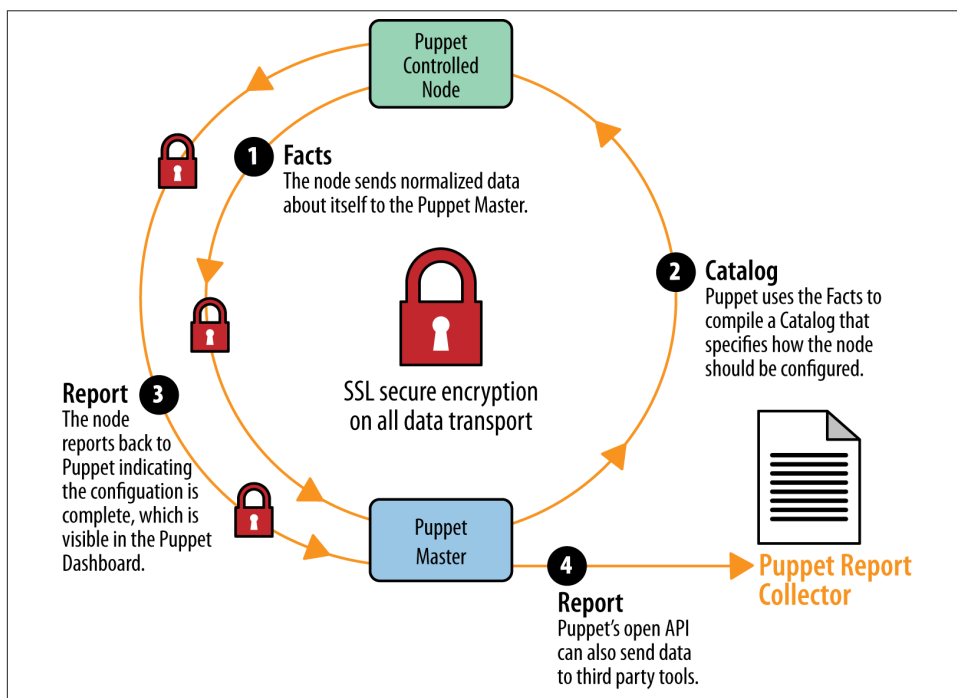 Puppet
Controlled
Node
1 Facts
The node sends normalized data
about itself to the Puppet Master.
2 Catalog
Puppet uses the Facts to
compile a Catalog that
specifies how the node
should be configured.
SSL secure encryption
on all data transport
Report 3
The node
reports back to
Puppet indicating
the configuation is
complete, which is
visible in the Puppet
Dashboard.
Puppet
Master
4
Report
Puppet's open API
can also send data
to third party tools.
Puppet Report
Collector